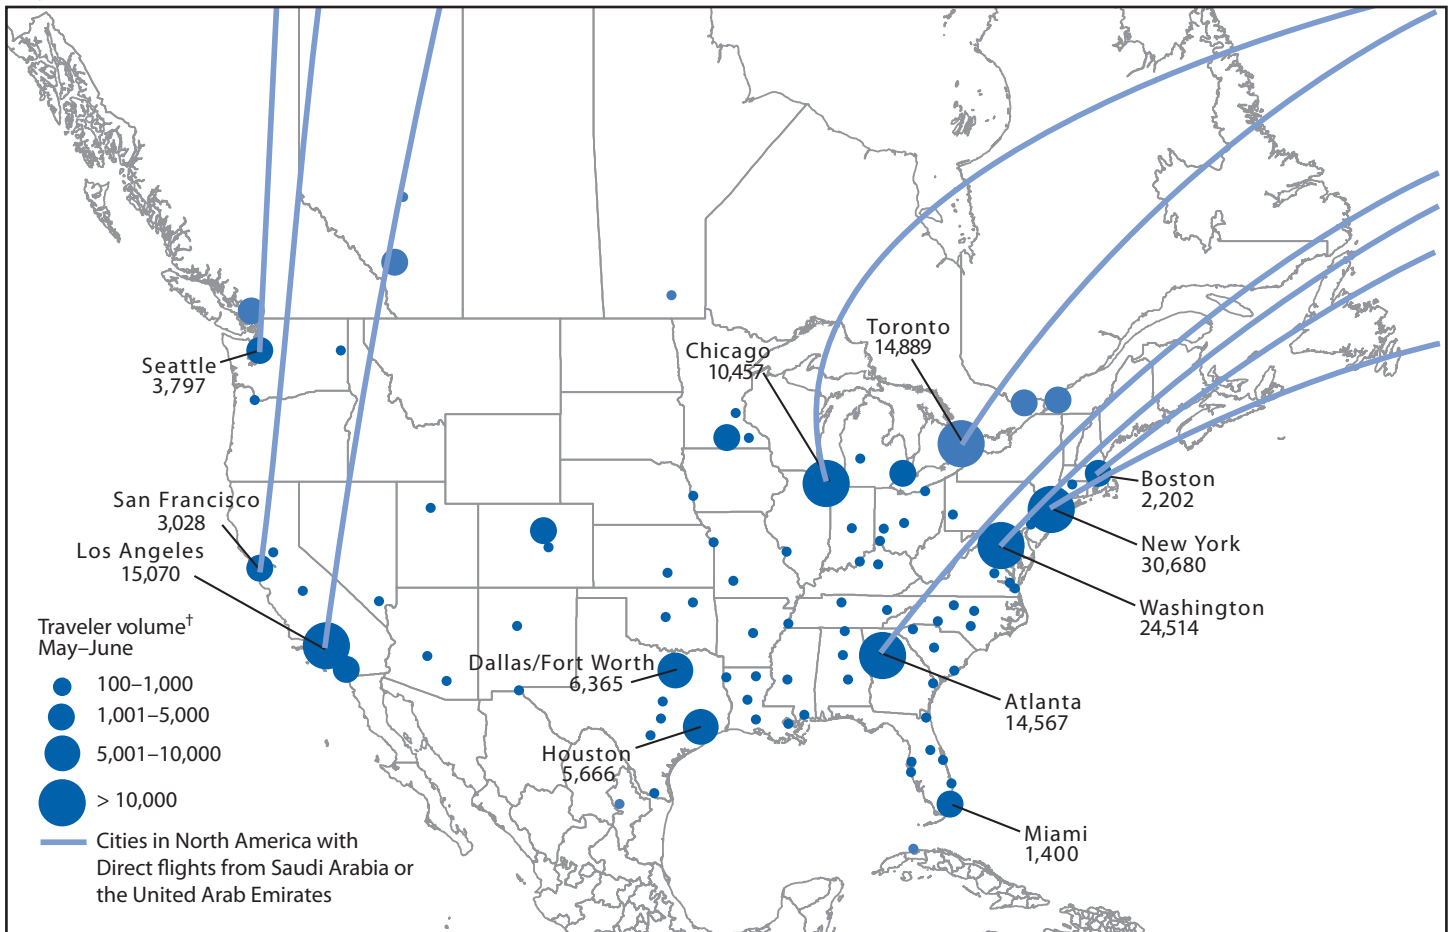 Toronto
14,889
Chicago
10,457
Seattle
3,797
Boston
2,202
San Francisco
3,028
New York
30,680
Los Angeles
15,070
Washington
24,514
Traveler volume†
May–June
100–1,000
1,001–5,000
5,001–10,000
> 10,000
Cities in North America with
Direct flights from Saudi Arabia or
the United Arab Emirates
Dallas/Fort Worth
6,365
Atlanta
14,567
Houston
5,666
Miami
1,400